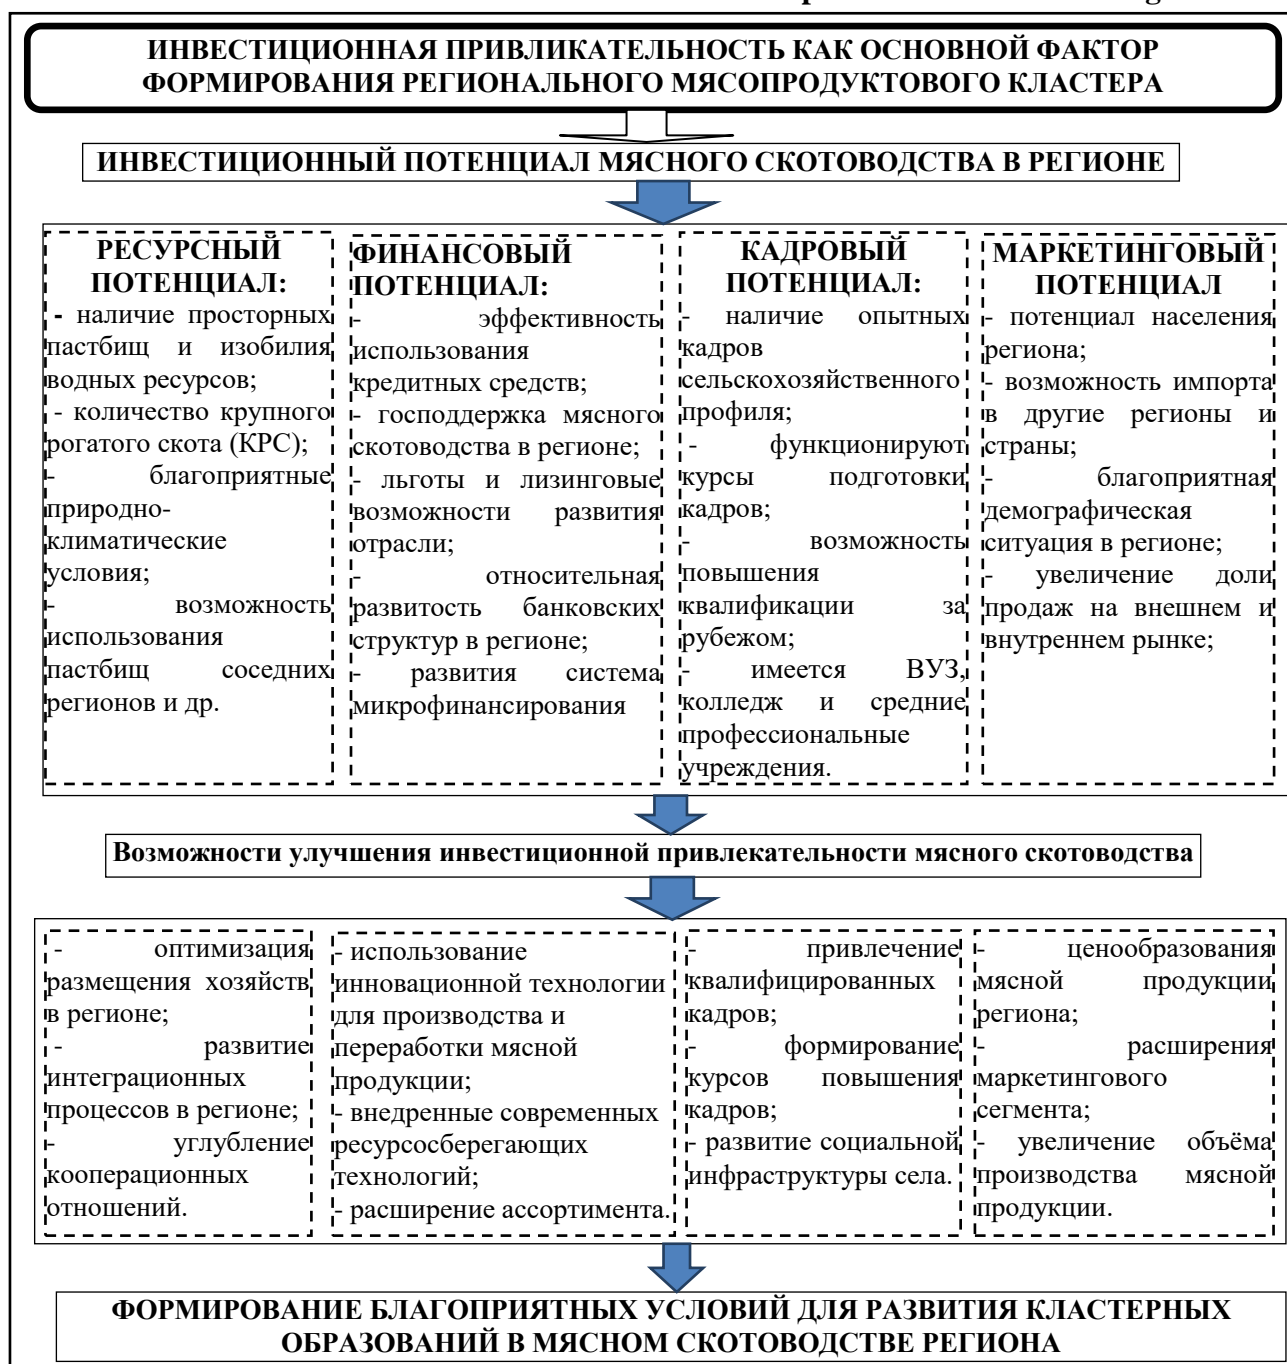 ИНВЕСТИЦИОННАЯ ПРИВЛИКАТЕЛЬНОСТЬ КАК ОСНОВНОЙ ФАКТОР
ФОРМИРОВАНИЯ РЕГИОНАЛЬНОГО МЯСОПРОДУКТОВОГО КЛАСТЕРА
ИНВЕСТИЦИОННЫЙ ПОТЕНЦИАЛ МЯСНОГО СКОТОВОДСТВА В РЕГИОНЕ
РЕСУРСНЫЙ
ПОТЕНЦИАЛ:
- наличие просторных
пастбищ и изобилия
водных ресурсов;
- количество крупного
рогатого скота (КРС);
- благоприятные
природно-
климатические
условия;
- возможность
использования
пастбищ соседних
регионов и др.
ФИНАНСОВЫЙ
ПОТЕНЦИАЛ:
- эффективность
использования
кредитных средств;
- господдержка мясного
скотоводства в регионе;
- льготы и лизинговые
возможности развития
отрасли;
- относительная
развитость банковских
структур в регионе;
- развития система
микрофинансирования
КАДРОВЫЙ
ПОТЕНЦИАЛ:
- наличие опытных
кадров
сельскохозяйственного
профиля;
- функционируют
курсы подготовки
кадров;
- возможность
повышения
квалификации за
рубежом;
- имеется ВУЗ,
колледж и средние
профессиональные
учреждения.
МАРКЕТИНГОВЫЙ
ПОТЕНЦИАЛ
- потенциал населения
региона;
- возможность импорта
в другие регионы и
страны;
- благоприятная
демографическая
ситуация в регионе;
- увеличение доли
продаж на внешнем и
внутреннем рынке;
Возможности улучшения инвестиционной привлекательности мясного скотоводства
- оптимизация
размещения хозяйств
в регионе;
- развитие
интеграционных
процессов в регионе;
- углубление
кооперационных
отношений.
- использование
инновационной технологии
для производства и
переработки мясной
продукции;
- внедренные современных
ресурсосберегающих
технологий;
- расширение ассортимента.
- привлечение
квалифицированных
кадров;
- формирование
курсов повышения
кадров;
- развитие социальной
инфраструктуры села.
- ценообразования
мясной продукции
региона;
- расширения
маркетингового
сегмента;
- увеличение объёма
производства мясной
продукции.
ФОРМИРОВАНИЕ БЛАГОПРИЯТНЫХ УСЛОВИЙ ДЛЯ РАЗВИТИЯ КЛАСТЕРНЫХ
ОБРАЗОВАНИЙ В МЯСНОМ СКОТОВОДСТВЕ РЕГИОНА